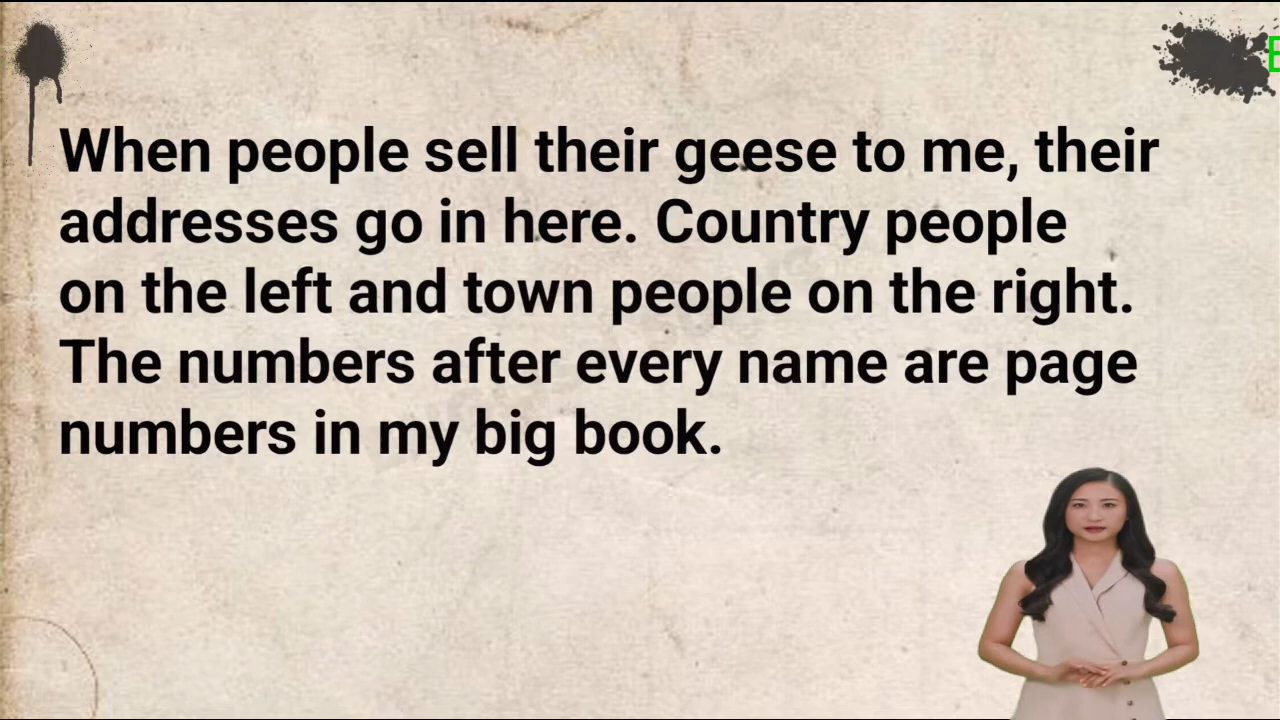 When people sell their geese to me, their
addresses go in here. Country people
on the left and town people on the right.
The numbers after every name are page
numbers in my big book.